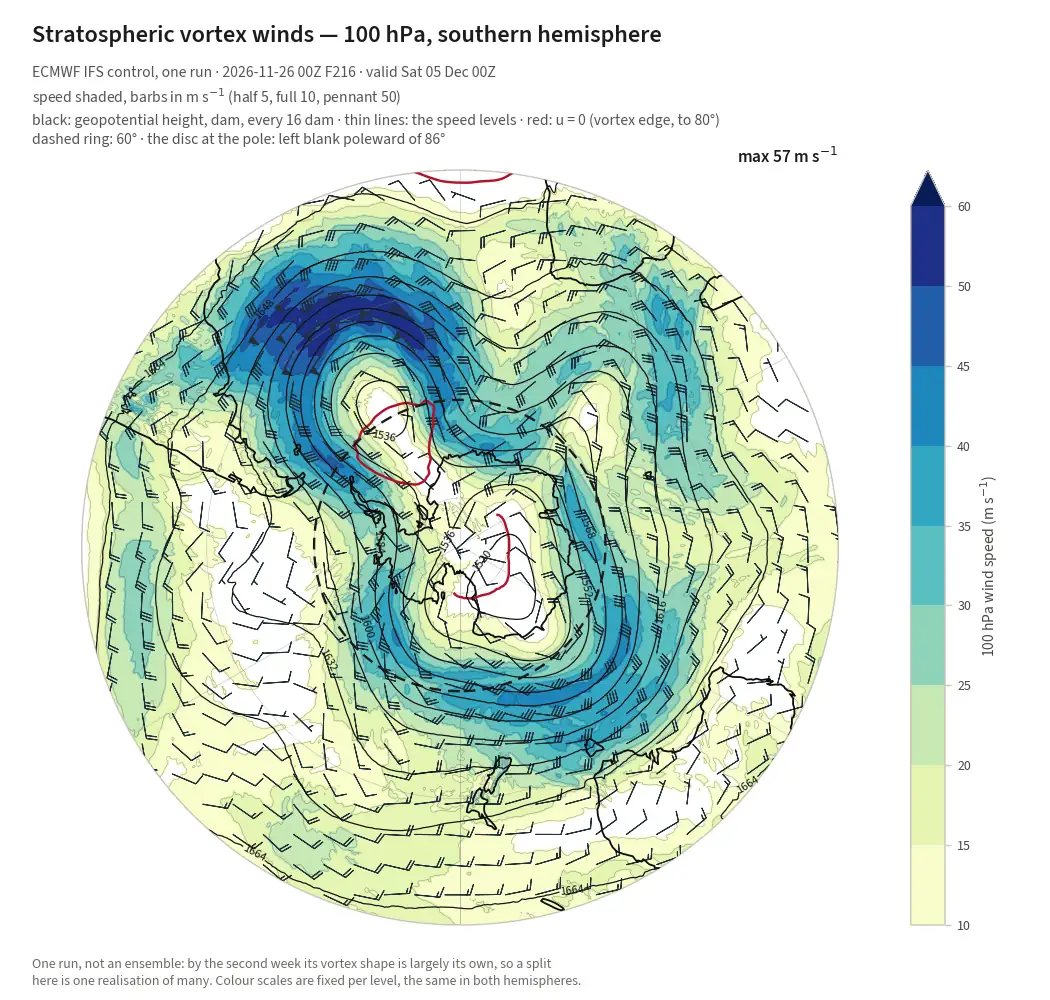 Stratospheric vortex winds — 100 hPa, southern hemisphere
ECMWF IFS control, one run · 2026-11-26 00Z F216 · valid Sat 05 Dec 00Z
speed shaded, barbs in m s⁻¹ (half 5, full 10, pennant 50)
black: geopotential height, dam, every 16 dam · thin lines: the speed levels · red: u = 0 (vortex edge, to 80°)
dashed ring: 60° · the disc at the pole: left blank poleward of 86°
max 57 m s⁻¹
60
50
45
40
35
30
25
20
15
10
100 hPa wind speed (m s⁻¹)
1648
1664
1536
1568
1536
1520
1552
1600
1616
1632
1664
1664
1664
One run, not an ensemble: by the second week its vortex shape is largely its own, so a split
here is one realisation of many. Colour scales are fixed per level, the same in both hemispheres.